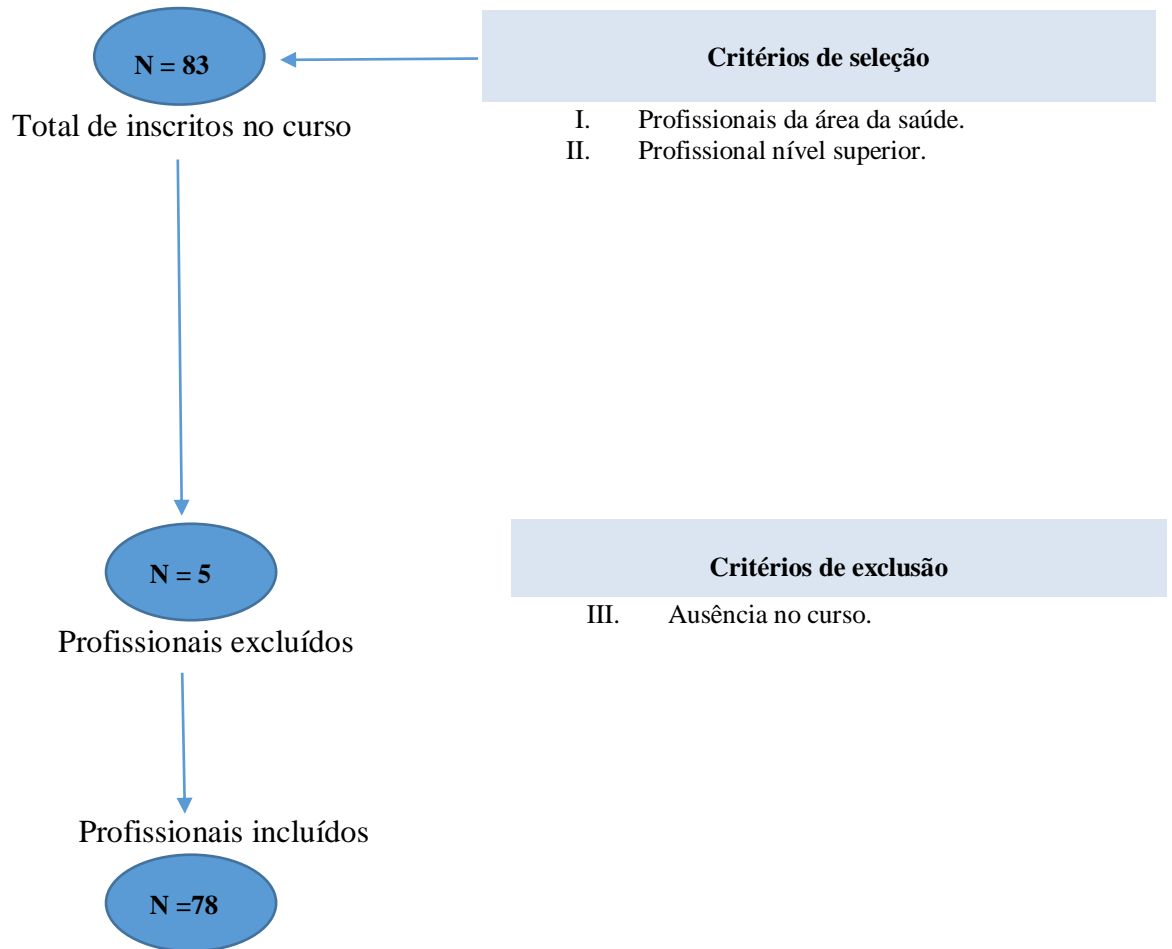 N = 83
Critérios de seleção
Total de inscritos no curso
I. Profissionais da área da saúde.
II. Profissional nível superior.
N = 5
Critérios de exclusão
III. Ausência no curso.
Profissionais excluídos
Profissionais incluídos
N =78